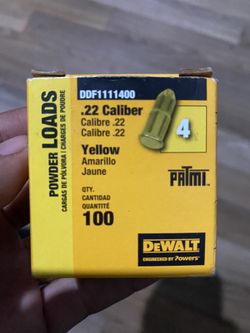 DDF1111400
POWDER LOADS
CARGAS DE PÓLVORA / CHARGES DE POUDRE
.22 Caliber
Calibre .22
Calibre .22
4
Yellow
Amarillo
Jaune
PATMI
QTY.
CANTIDAD
QUANTITÉ
100
DEWALT
ENGINEERED BY Powers